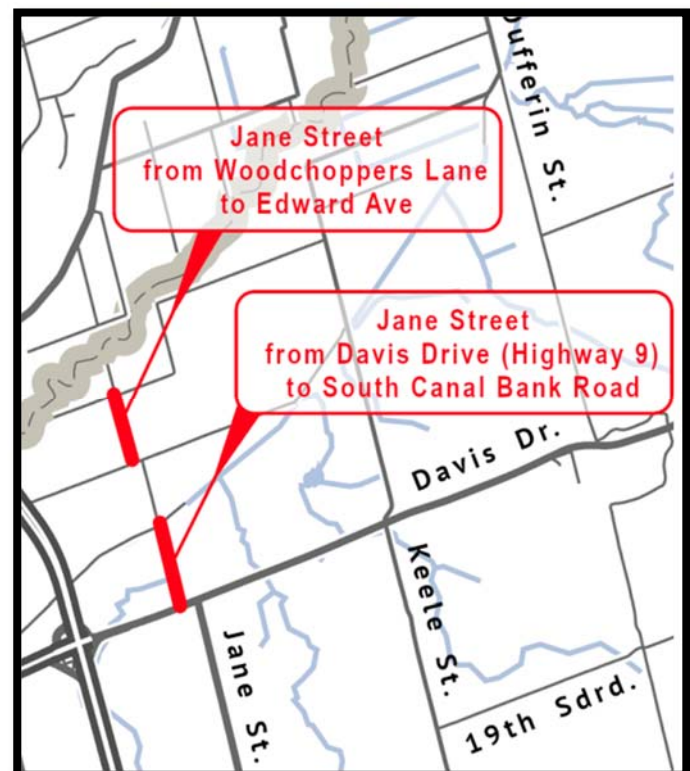 Dufferin St.
Jane Street
from Woodchoppers Lane
to Edward Ave
Jane Street
from Davis Drive (Highway 9)
to South Canal Bank Road
Davis Dr.
Keele St.
Jane St.
19th Sdrd.